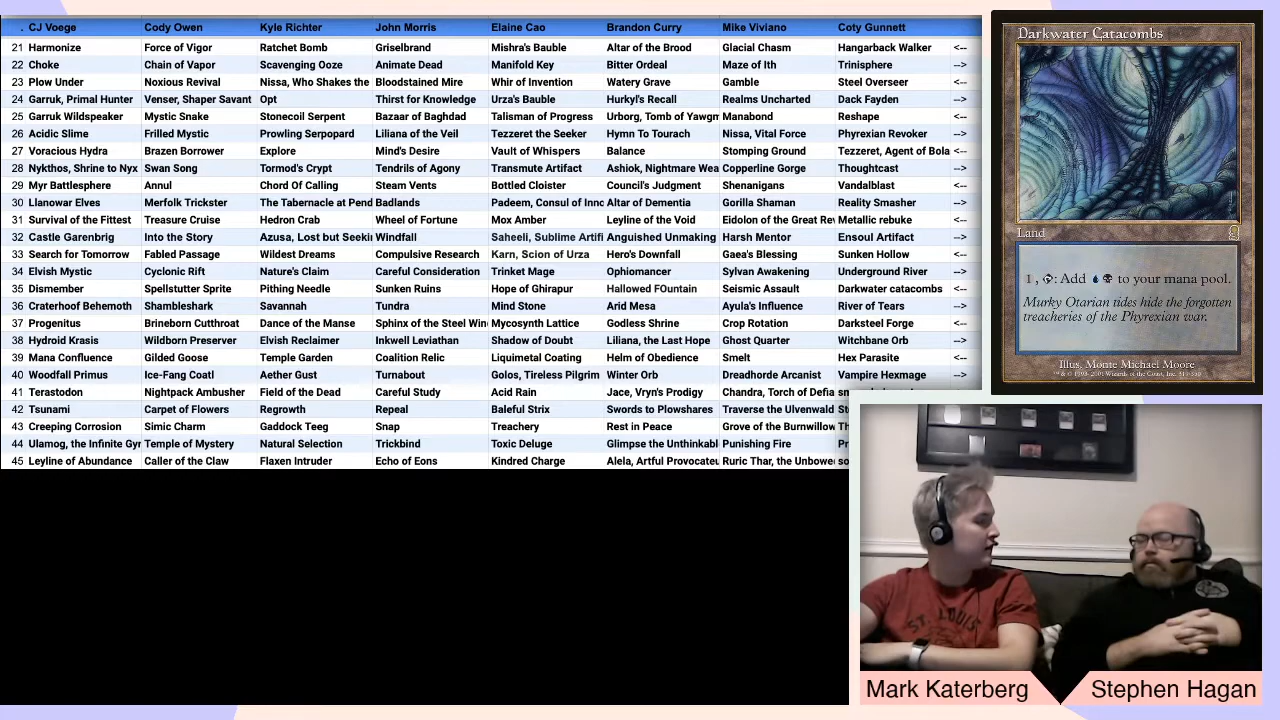 . CJ Voege Cody Owen Kyle Richter John Morris Elaine Cao Brandon Curry Mike Viviano Coty Gunnett
21 Harmonize Force of Vigor Ratchet Bomb Griselbrand Mishra's Bauble Altar of the Brood Glacial Chasm Hangarback Walker <--
22 Choke Chain of Vapor Scavenging Ooze Animate Dead Manifold Key Bitter Ordeal Maze of Ith Trinisphere -->
23 Plow Under Noxious Revival Nissa, Who Shakes the Bloodstained Mire Whir of Invention Watery Grave Gamble Steel Overseer <--
24 Garruk, Primal Hunter Venser, Shaper Savant Opt Thirst for Knowledge Urza's Bauble Hurkyl's Recall Realms Uncharted Dack Fayden -->
25 Garruk Wildspeaker Mystic Snake Stonecoil Serpent Bazaar of Baghdad Talisman of Progress Urborg, Tomb of Yawgm Manabond Reshape <--
26 Acidic Slime Frilled Mystic Prowling Serpopard Liliana of the Veil Tezzeret the Seeker Hymn To Tourach Nissa, Vital Force Phyrexian Revoker -->
27 Voracious Hydra Brazen Borrower Explore Mind's Desire Vault of Whispers Balance Stomping Ground Tezzeret, Agent of Bola <--
28 Nykthos, Shrine to Nyx Swan Song Tormod's Crypt Tendrils of Agony Transmute Artifact Ashiok, Nightmare Wea Copperline Gorge Thoughtcast -->
29 Myr Battlesphere Annul Chord Of Calling Steam Vents Bottled Cloister Council's Judgment Shenanigans Vandalblast <--
30 Llanowar Elves Merfolk Trickster The Tabernacle at Pend Badlands Padeem, Consul of Inno Altar of Dementia Gorilla Shaman Reality Smasher -->
31 Survival of the Fittest Treasure Cruise Hedron Crab Wheel of Fortune Mox Amber Leyline of the Void Eidolon of the Great Rev Metallic rebuke <--
32 Castle Garenbrig Into the Story Azusa, Lost but Seekin Windfall Saheeli, Sublime Artifi Anguished Unmaking Harsh Mentor Ensoul Artifact -->
33 Search for Tomorrow Fabled Passage Wildest Dreams Compulsive Research Karn, Scion of Urza Hero's Downfall Gaea's Blessing Sunken Hollow <--
34 Elvish Mystic Cyclonic Rift Nature's Claim Careful Consideration Trinket Mage Ophiomancer Sylvan Awakening Underground River -->
35 Dismember Spellstutter Sprite Pithing Needle Sunken Ruins Hope of Ghirapur Hallowed FOuntain Seismic Assault Darkwater catacombs <--
36 Craterhoof Behemoth Shambleshark Savannah Tundra Mind Stone Arid Mesa Ayula's Influence River of Tears -->
37 Progenitus Brineborn Cutthroat Dance of the Manse Sphinx of the Steel Win Mycosynth Lattice Godless Shrine Crop Rotation Darksteel Forge <--
38 Hydroid Krasis Wildborn Preserver Elvish Reclaimer Inkwell Leviathan Shadow of Doubt Liliana, the Last Hope Ghost Quarter Witchbane Orb -->
39 Mana Confluence Gilded Goose Temple Garden Coalition Relic Liquimetal Coating Helm of Obedience Smelt Hex Parasite <--
40 Woodfall Primus Ice-Fang Coatl Aether Gust Turnabout Golos, Tireless Pilgrim Winter Orb Dreadhorde Arcanist Vampire Hexmage -->
41 Terastodon Nightpack Ambusher Field of the Dead Careful Study Acid Rain Jace, Vryn's Prodigy Chandra, Torch of Defia
42 Tsunami Carpet of Flowers Regrowth Repeal Baleful Strix Swords to Plowshares Traverse the Ulvenwald
43 Creeping Corrosion Simic Charm Gaddock Teeg Snap Treachery Rest in Peace Grove of the Burnwillow
44 Ulamog, the Infinite Gyr Temple of Mystery Natural Selection Trickbind Toxic Deluge Glimpse the Unthinkabl Punishing Fire
45 Leyline of Abundance Caller of the Claw Flaxen Intruder Echo of Eons Kindred Charge Alela, Artful Provocateu Ruric Thar, the Unbowe
Darkwater Catacombs
Land
1, : Add to your mana pool.
Murky Otarian tides hide the forgotten
treacheries of the Phyrexian war.
Illus. Monte Michael Moore
ST. LOUIS
Mark Katerberg
Stephen Hagan